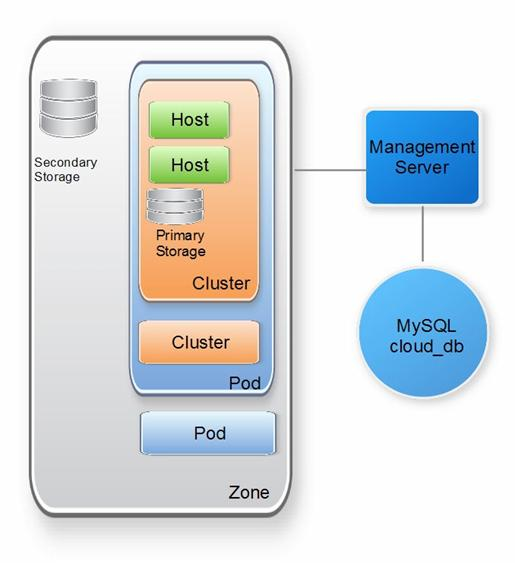 Secondary
Storage
Host
Host
Primary
Storage
Cluster
Cluster
Pod
Pod
Zone
Management
Server
MySQL
cloud_db